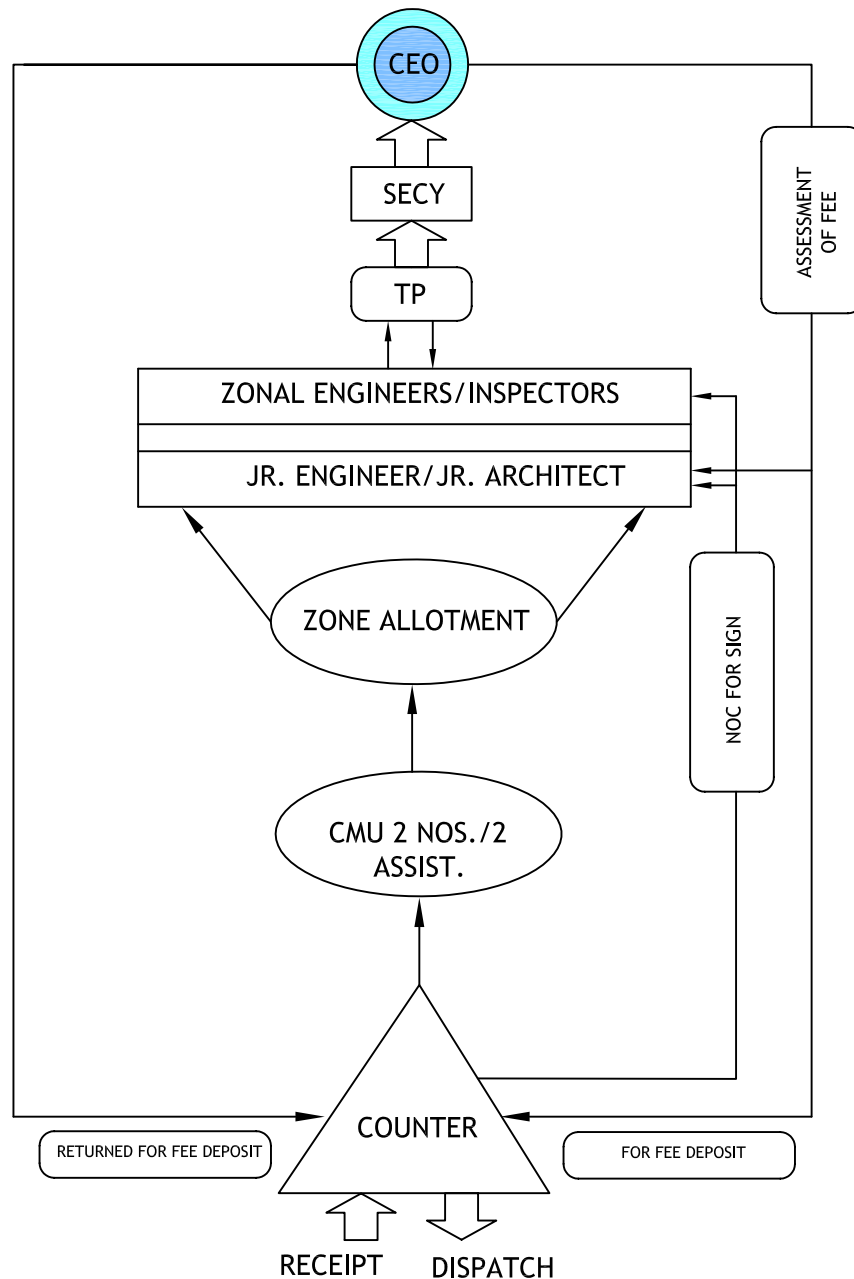 CEO
SECY
ASSESSMENT
OF FEE
TP
ZONAL ENGINEERS/INSPECTORS
JR. ENGINEER/JR. ARCHITECT
ZONE ALLOTMENT
NOC FOR SIGN
CMU 2 NOS./2
ASSIST.
COUNTER
RETURNED FOR FEE DEPOSIT
FOR FEE DEPOSIT
RECEIPT
DISPATCH